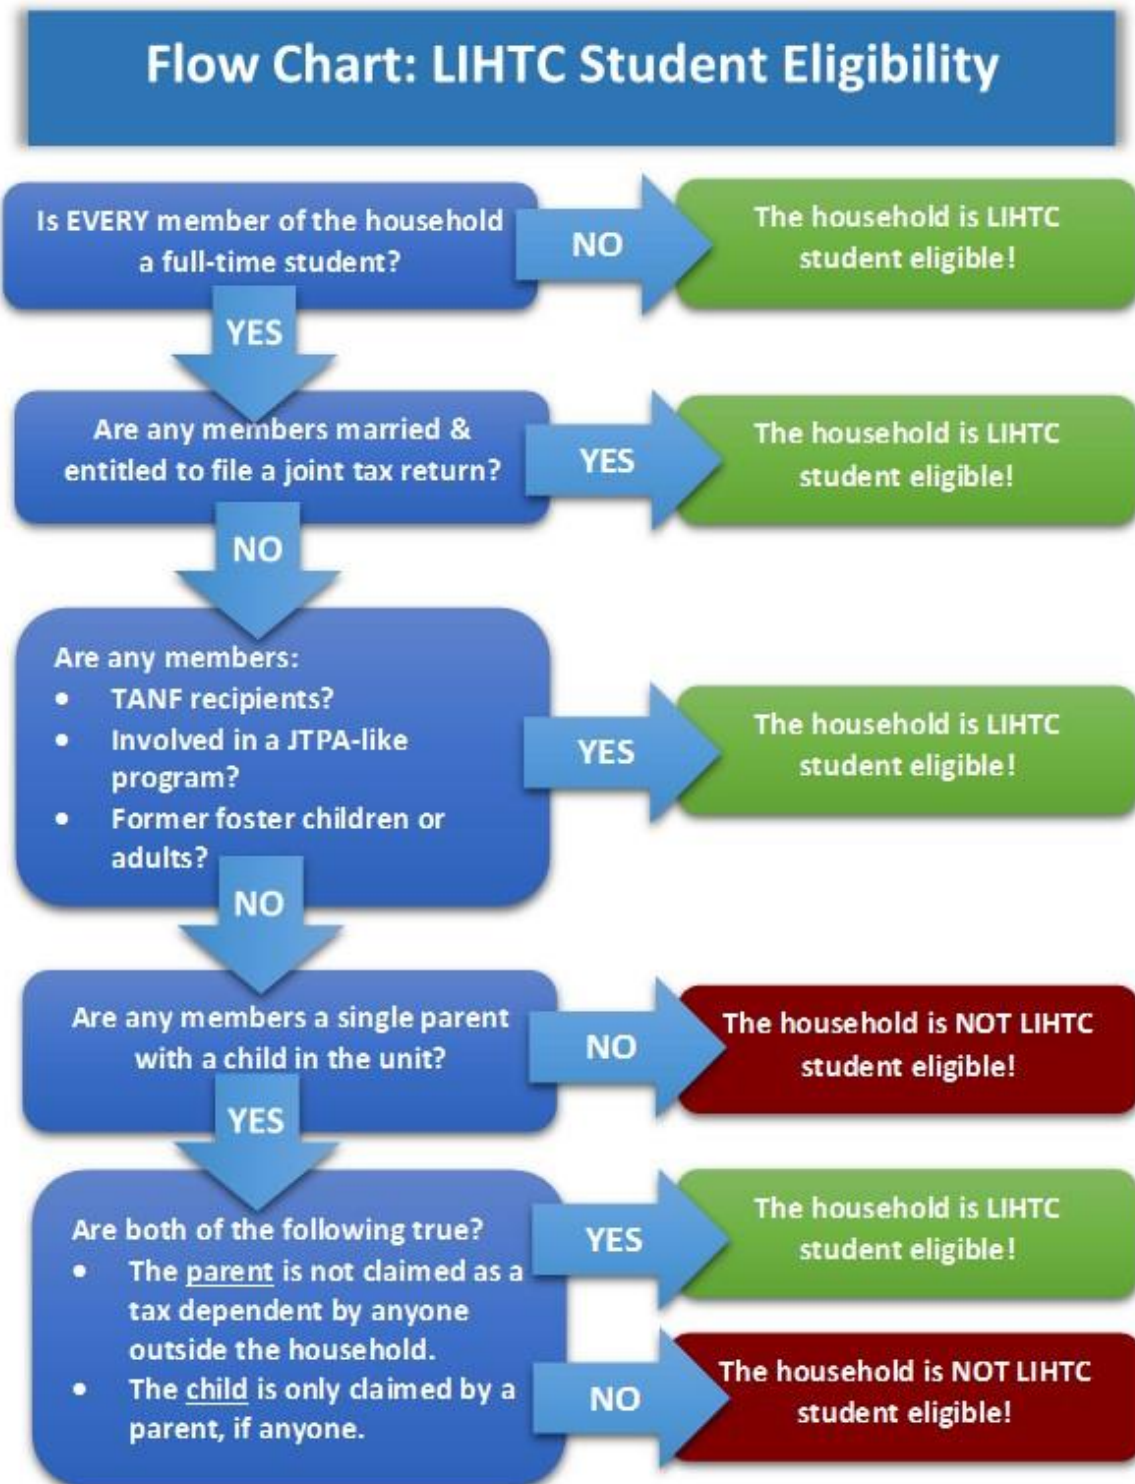 Flow Chart: LIHTC Student Eligibility
Is EVERY member of the household
a full-time student?
NO
The household is LIHTC
student eligible!
YES
Are any members married &
entitled to file a joint tax return?
YES
The household is LIHTC
student eligible!
NO
Are any members:
• TANF recipients?
• Involved in a JTPA-like
program?
• Former foster children or
adults?
YES
The household is LIHTC
student eligible!
NO
Are any members a single parent
with a child in the unit?
NO
The household is NOT LIHTC
student eligible!
YES
Are both of the following true?
• The parent is not claimed as a
tax dependent by anyone
outside the household.
• The child is only claimed by a
parent, if anyone.
YES
The household is LIHTC
student eligible!
NO
The household is NOT LIHTC
student eligible!